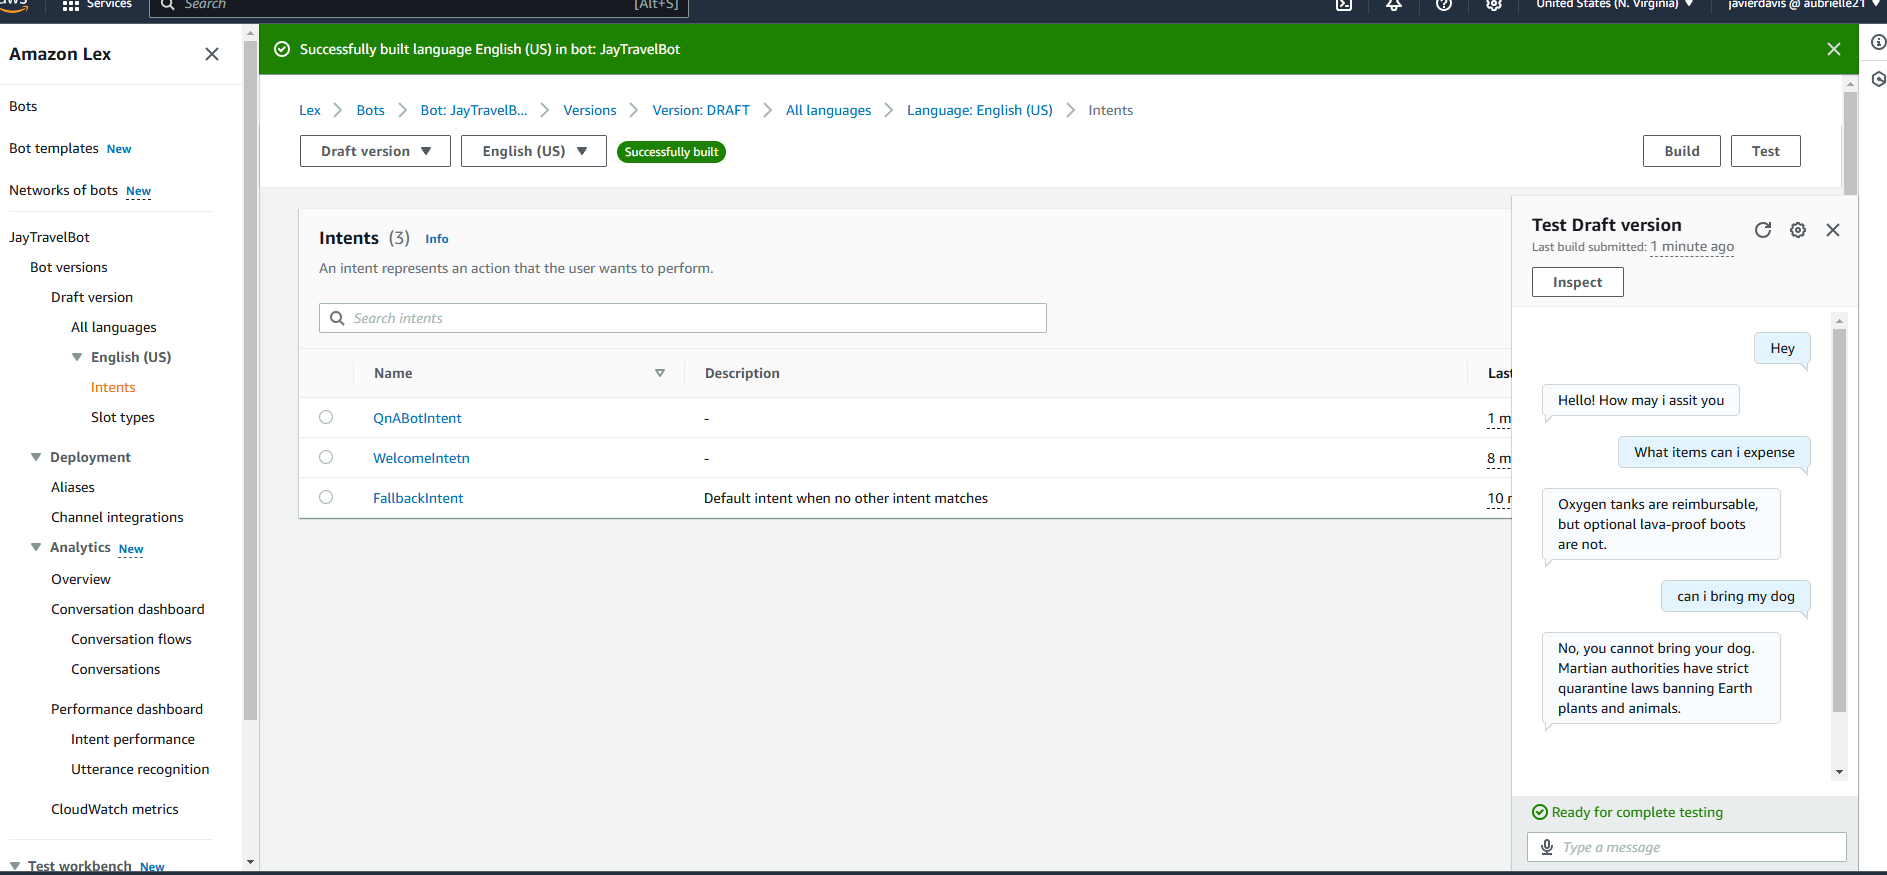 aws
Services
Search
[Alt+S]
United States (N. Virginia)
javierdavis @ aubrielle21
Amazon Lex
Bots
Bot templates New
Networks of bots New
JayTravelBot
Bot versions
Draft version
All languages
English (US)
Intents
Slot types
Deployment
Aliases
Channel integrations
Analytics New
Overview
Conversation dashboard
Conversation flows
Conversations
Performance dashboard
Intent performance
Utterance recognition
CloudWatch metrics
Test workbench New
Successfully built language English (US) in bot: JayTravelBot
Lex Bots Bot: JayTravelB... Versions Version: DRAFT All languages Language: English (US) Intents
Draft version English (US) Successfully built Build Test
Intents (3) Info
An intent represents an action that the user wants to perform.
Search intents
Name Description Last
QnABotIntent - 1 m
WelcomeIntetn - 8 m
FallbackIntent Default intent when no other intent matches 10
Test Draft version
Last build submitted: 1 minute ago
Inspect
Hey
Hello! How may i assit you
What items can i expense
Oxygen tanks are reimbursable,
but optional lava-proof boots
are not.
can i bring my dog
No, you cannot bring your dog.
Martian authorities have strict
quarantine laws banning Earth
plants and animals.
Ready for complete testing
Type a message